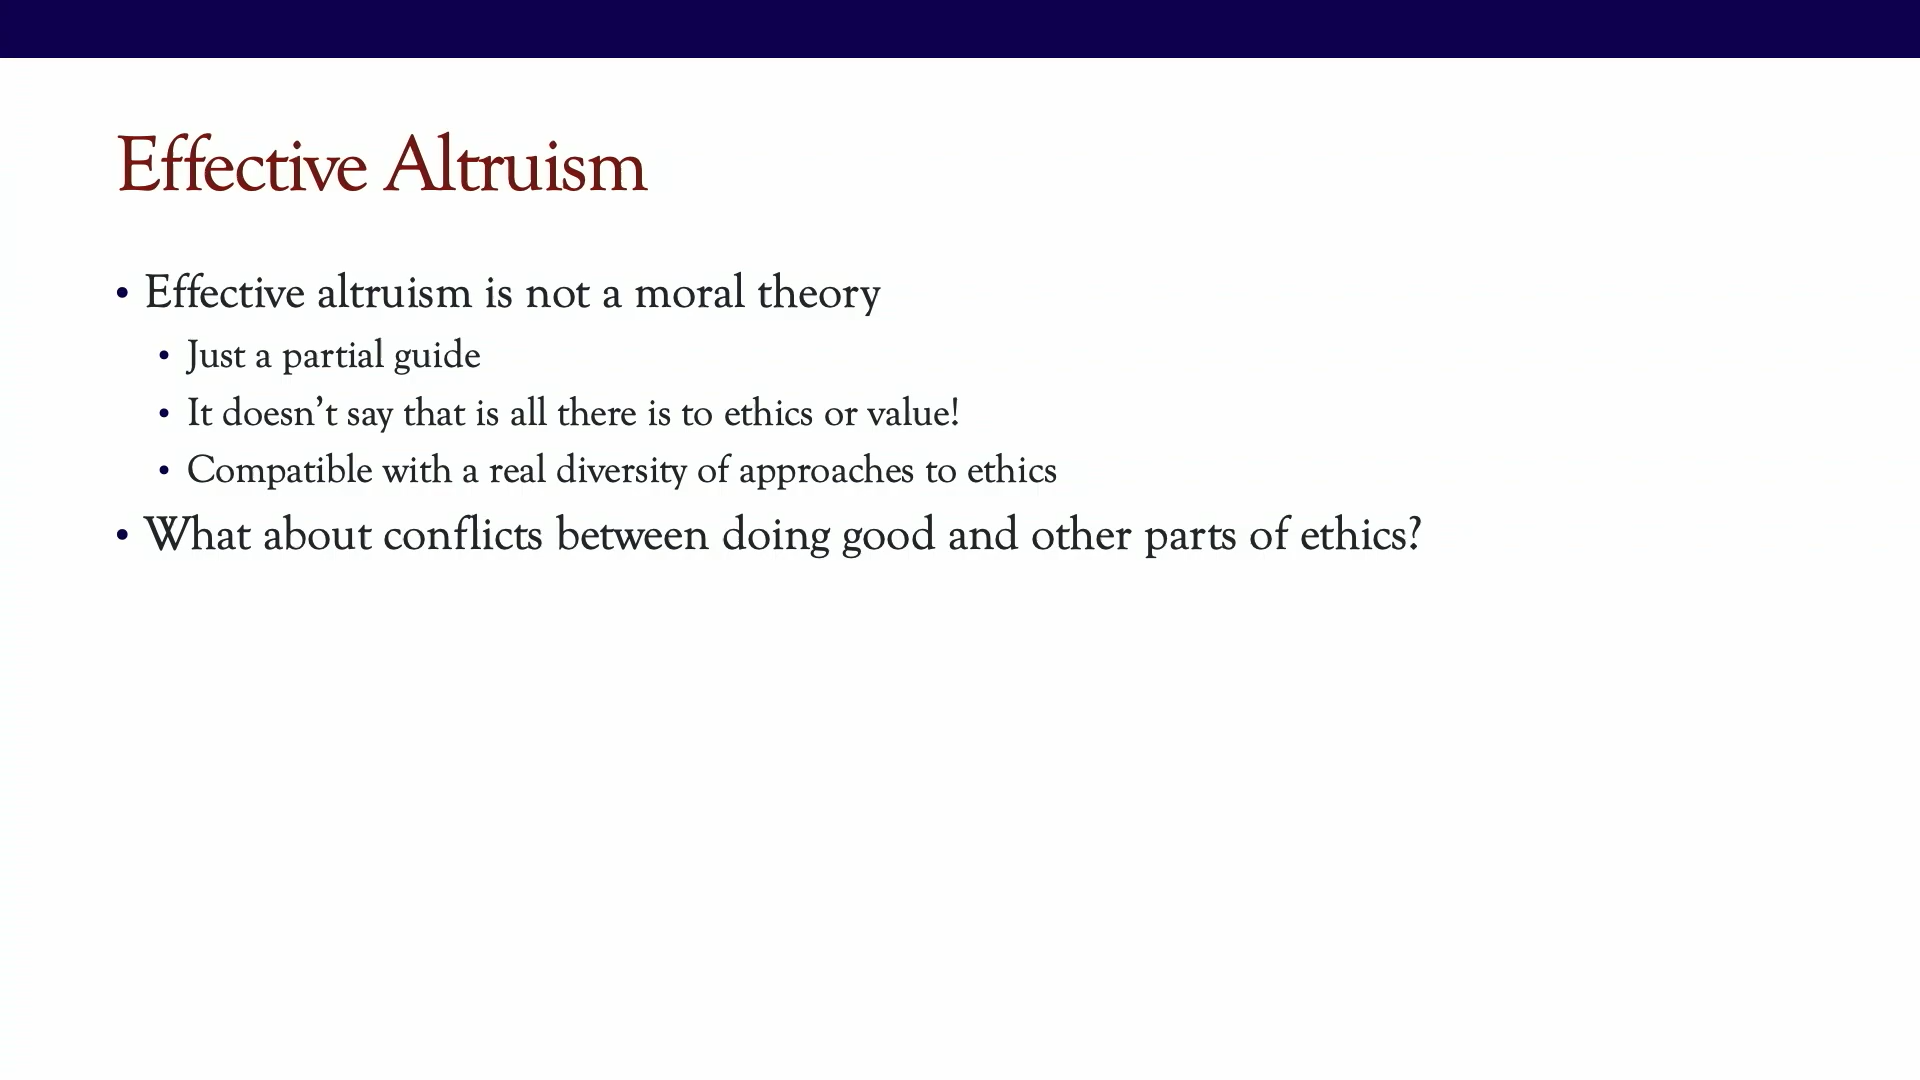 Effective Altruism
• Effective altruism is not a moral theory
• Just a partial guide
• It doesn’t say that is all there is to ethics or value!
• Compatible with a real diversity of approaches to ethics
• What about conflicts between doing good and other parts of ethics?